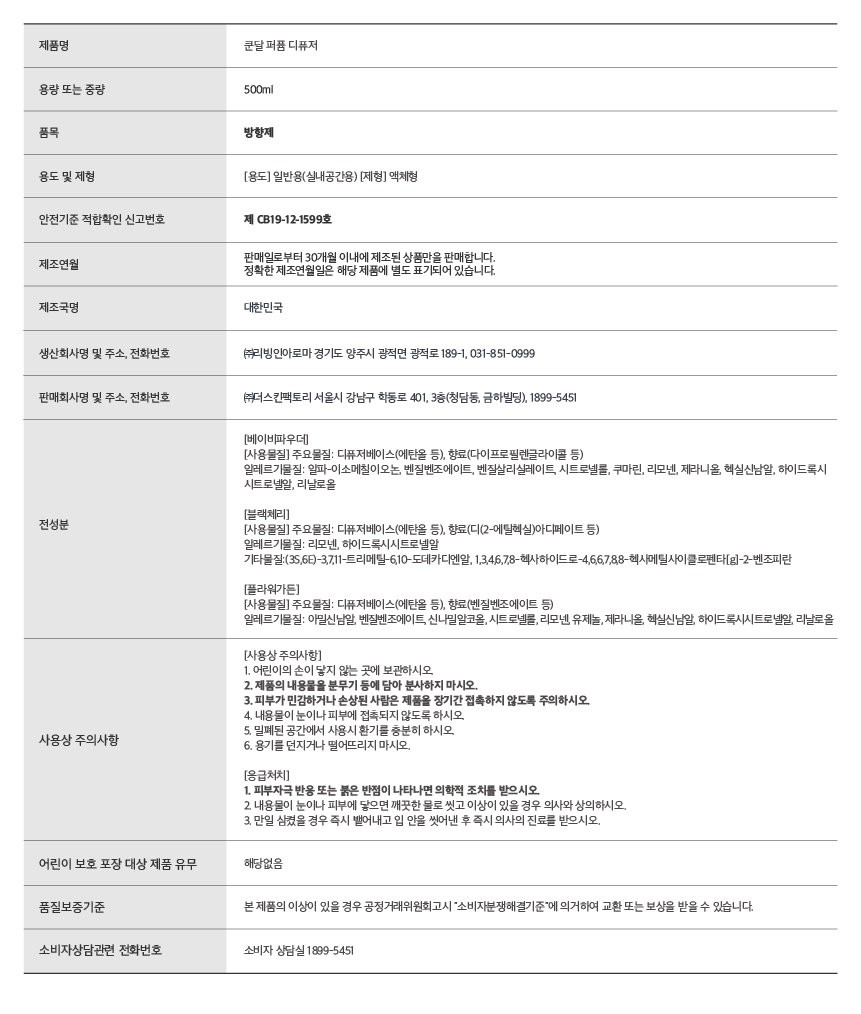 제품명 쿤달 퍼퓸 디퓨저
용량 또는 중량 500ml
품목 방향제
용도 및 제형 [용도] 일반용(실내공간용) [제형] 액체형
안전기준 적합확인 신고번호 제 CB19-12-1599호
제조연월 판매일로부터 30개월 이내에 제조된 상품만을 판매합니다.
정확한 제조연월일은 해당 제품에 별도 표기되어 있습니다.
제조국명 대한민국
생산회사명 및 주소, 전화번호 ㈜리빙인아로마 경기도 양주시 광적면 광적로 189-1, 031-851-0999
판매회사명 및 주소, 전화번호 ㈜더스킨팩토리 서울시 강남구 학동로 401, 3층(청담동, 금하빌딩), 1899-5451
전성분
[베이비파우더]
[사용물질] 주요물질: 디퓨저베이스(에탄올 등), 향료(다이프로필렌글라이콜 등)
알레르기물질: 알파-이소메칠이오논, 벤질벤조에이트, 벤질살리실레이트, 시트로넬롤, 쿠마린, 리모넨, 제라니올, 헥실신남알, 하이드록시
시트로넬알, 리날로올
[블랙체리]
[사용물질] 주요물질: 디퓨저베이스(에탄올 등), 향료(디(2-에틸헥실)아디페이트 등)
알레르기물질: 리모넨, 하이드록시시트로넬알
기타물질:(3S,6E)-3,7,11-트리메틸-6,10-도데카디엔알, 1,3,4,6,7,8-헥사하이드로-4,6,6,7,8,8-헥사메틸사이클로펜타[g]-2-벤조피란
[플라워가든]
[사용물질] 주요물질: 디퓨저베이스(에탄올 등), 향료(벤질벤조에이트 등)
알레르기물질: 아밀신남알, 벤질벤조에이트, 신나밀알코올, 시트로넬롤, 리모넨, 유제놀, 제라니올, 헥실신남알, 하이드록시시트로넬알, 리날로올
사용상 주의사항
[사용상 주의사항]
1. 어린이의 손이 닿지 않는 곳에 보관하시오.
2. 제품의 내용물을 분무기 등에 담아 분사하지 마시오.
3. 피부가 민감하거나 손상된 사람은 제품을 장기간 접촉하지 않도록 주의하시오.
4. 내용물이 눈이나 피부에 접촉되지 않도록 하시오.
5. 밀폐된 공간에서 사용시 환기를 충분히 하시오.
6. 용기를 던지거나 떨어뜨리지 마시오.
[응급처치]
1. 피부자극 반응 또는 붉은 반점이 나타나면 의학적 조치를 받으시오.
2. 내용물이 눈이나 피부에 닿으면 깨끗한 물로 씻고 이상이 있을 경우 의사와 상의하시오.
3. 만일 삼켰을 경우 즉시 뱉어내고 입 안을 씻어낸 후 즉시 의사의 진료를 받으시오.
어린이 보호 포장 대상 제품 유무 해당없음
품질보증기준 본 제품의 이상이 있을 경우 공정거래위원회고시 "소비자분쟁해결기준"에 의거하여 교환 또는 보상을 받을 수 있습니다.
소비자상담관련 전화번호 소비자 상담실 1899-5451